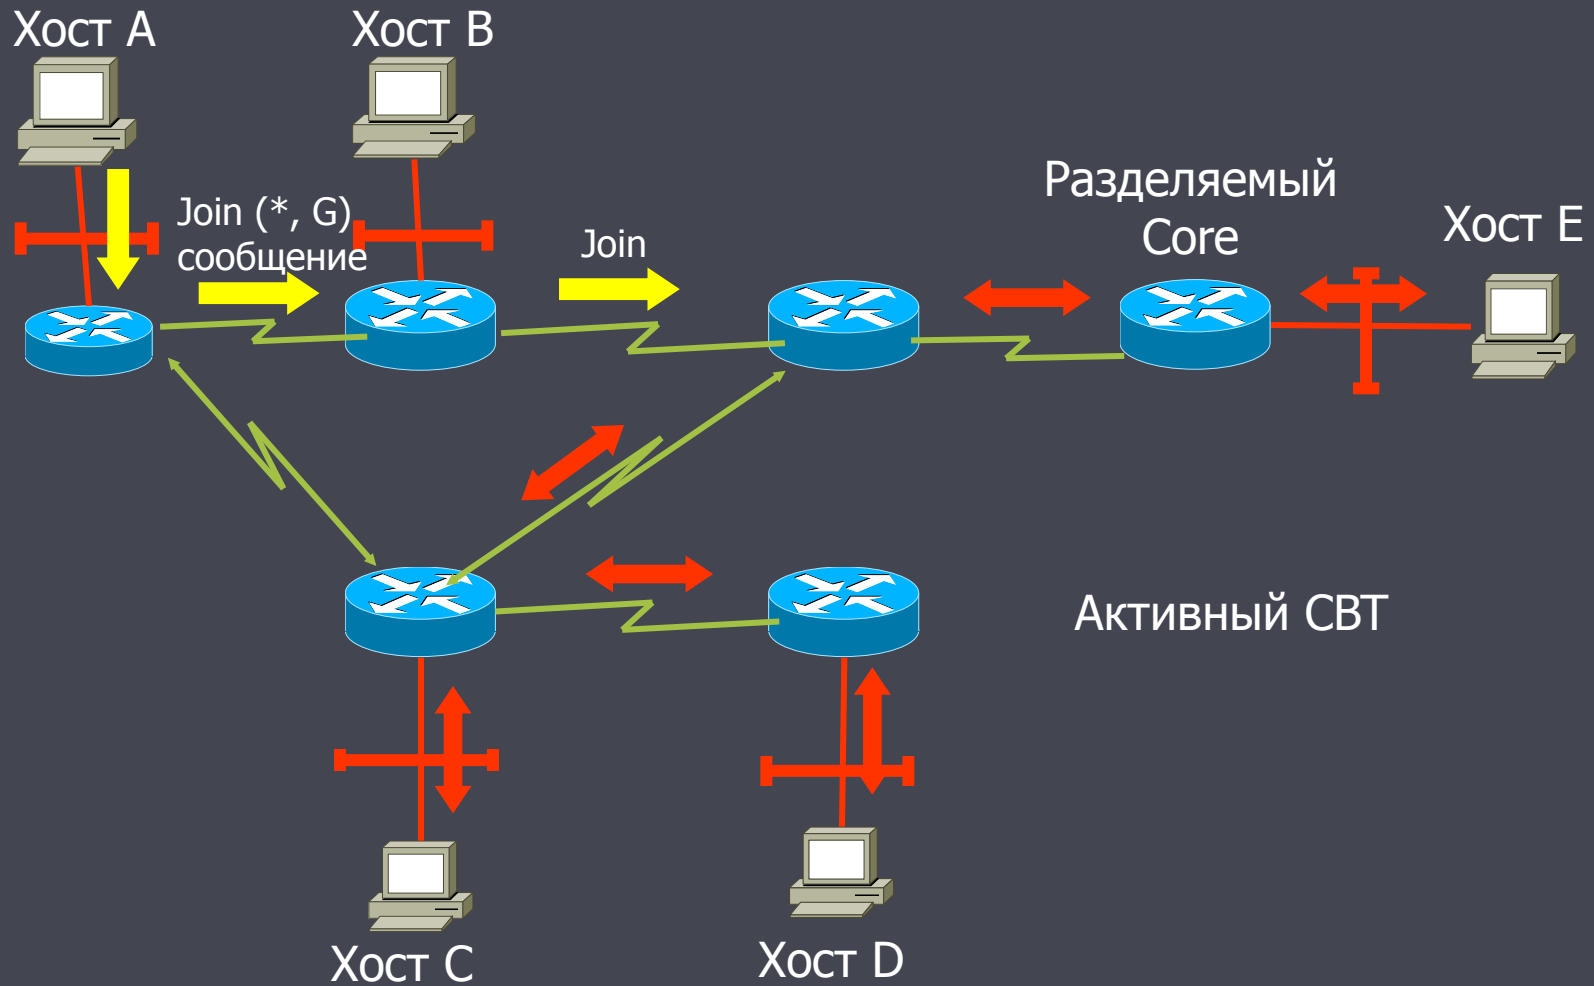 Хост A
Хост B
Join (*, G)
сообщение
Join
Разделяемый
Core
Хост E
Активный CBT
Хост C
Хост D